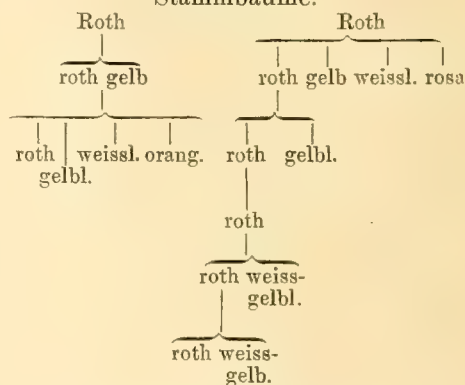 Stammbäume.
Roth Roth
roth gelb roth gelb weissl. rosa
roth weissl. orang. roth gelbl.
gelbl.
roth
roth weiss-
gelbl.
roth weiss-
gelb.